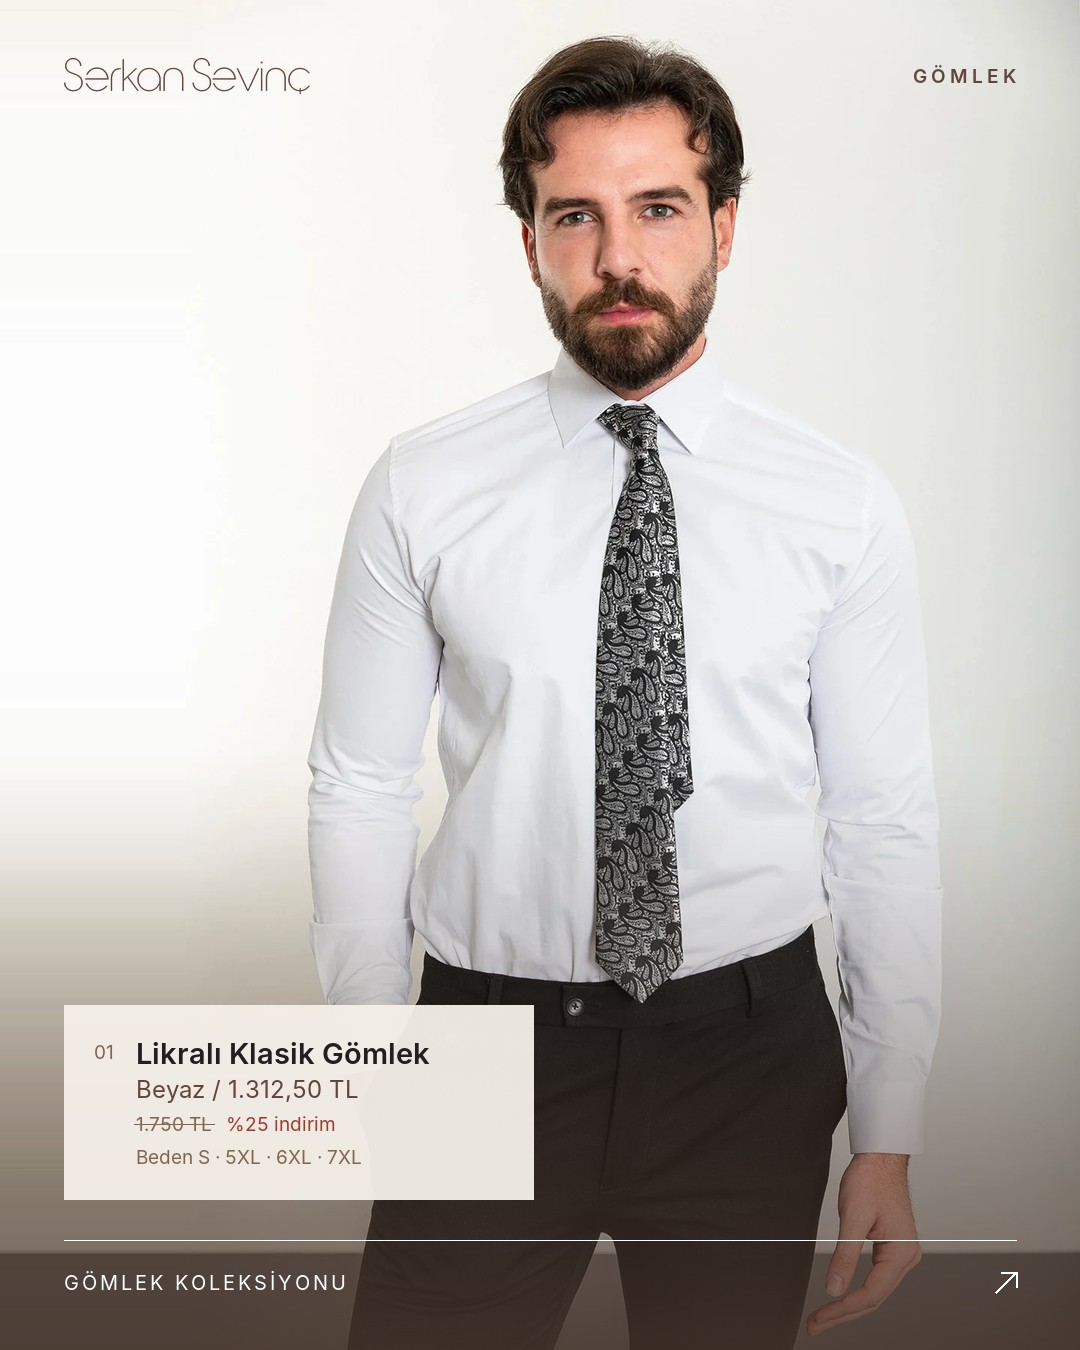 Serkan Sevinç
GÖMLEK
01
Likralı Klasik Gömlek
Beyaz / 1.312,50 TL
1.750 TL %25 indirim
Beden S · 5XL · 6XL · 7XL
GÖMLEK KOLEKSİYONU